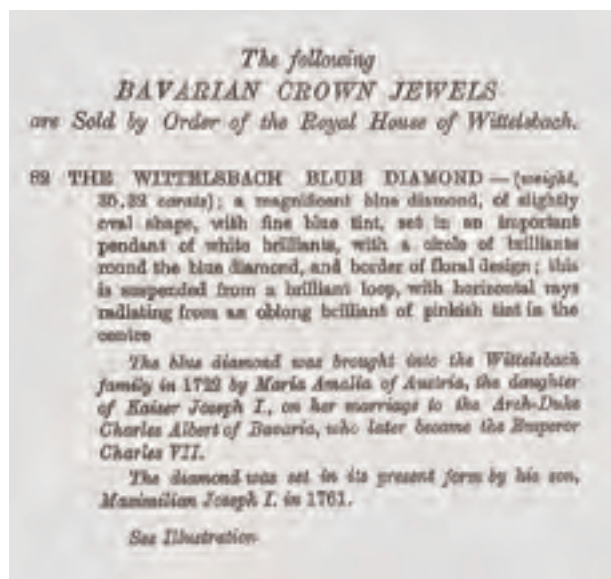 The following
BAVARIAN CROWN JEWELS
are Sold by Order of the Royal House of Wittelsbach.
62 THE WITTELSBACH BLUE DIAMOND — (weight,
35.32 carats); a magnificent blue diamond, of slightly
oval shape, with fine blue tint, set in an important
pendant of white brilliants, with a circle of brilliants
round the blue diamond, and border of floral design; this
is suspended from a brilliant loop, with horizontal rays
radiating from an oblong brilliant of pinkish tint in the
centre
The blue diamond was brought into the Wittelsbach
family in 1722 by Maria Amalia of Austria, the daughter
of Kaiser Joseph I., on her marriage to the Arch-Duke
Charles Albert of Bavaria, who later became the Emperor
Charles VII.
The diamond was set in its present form by his son,
Maximilian Joseph I. in 1761.
See Illustration